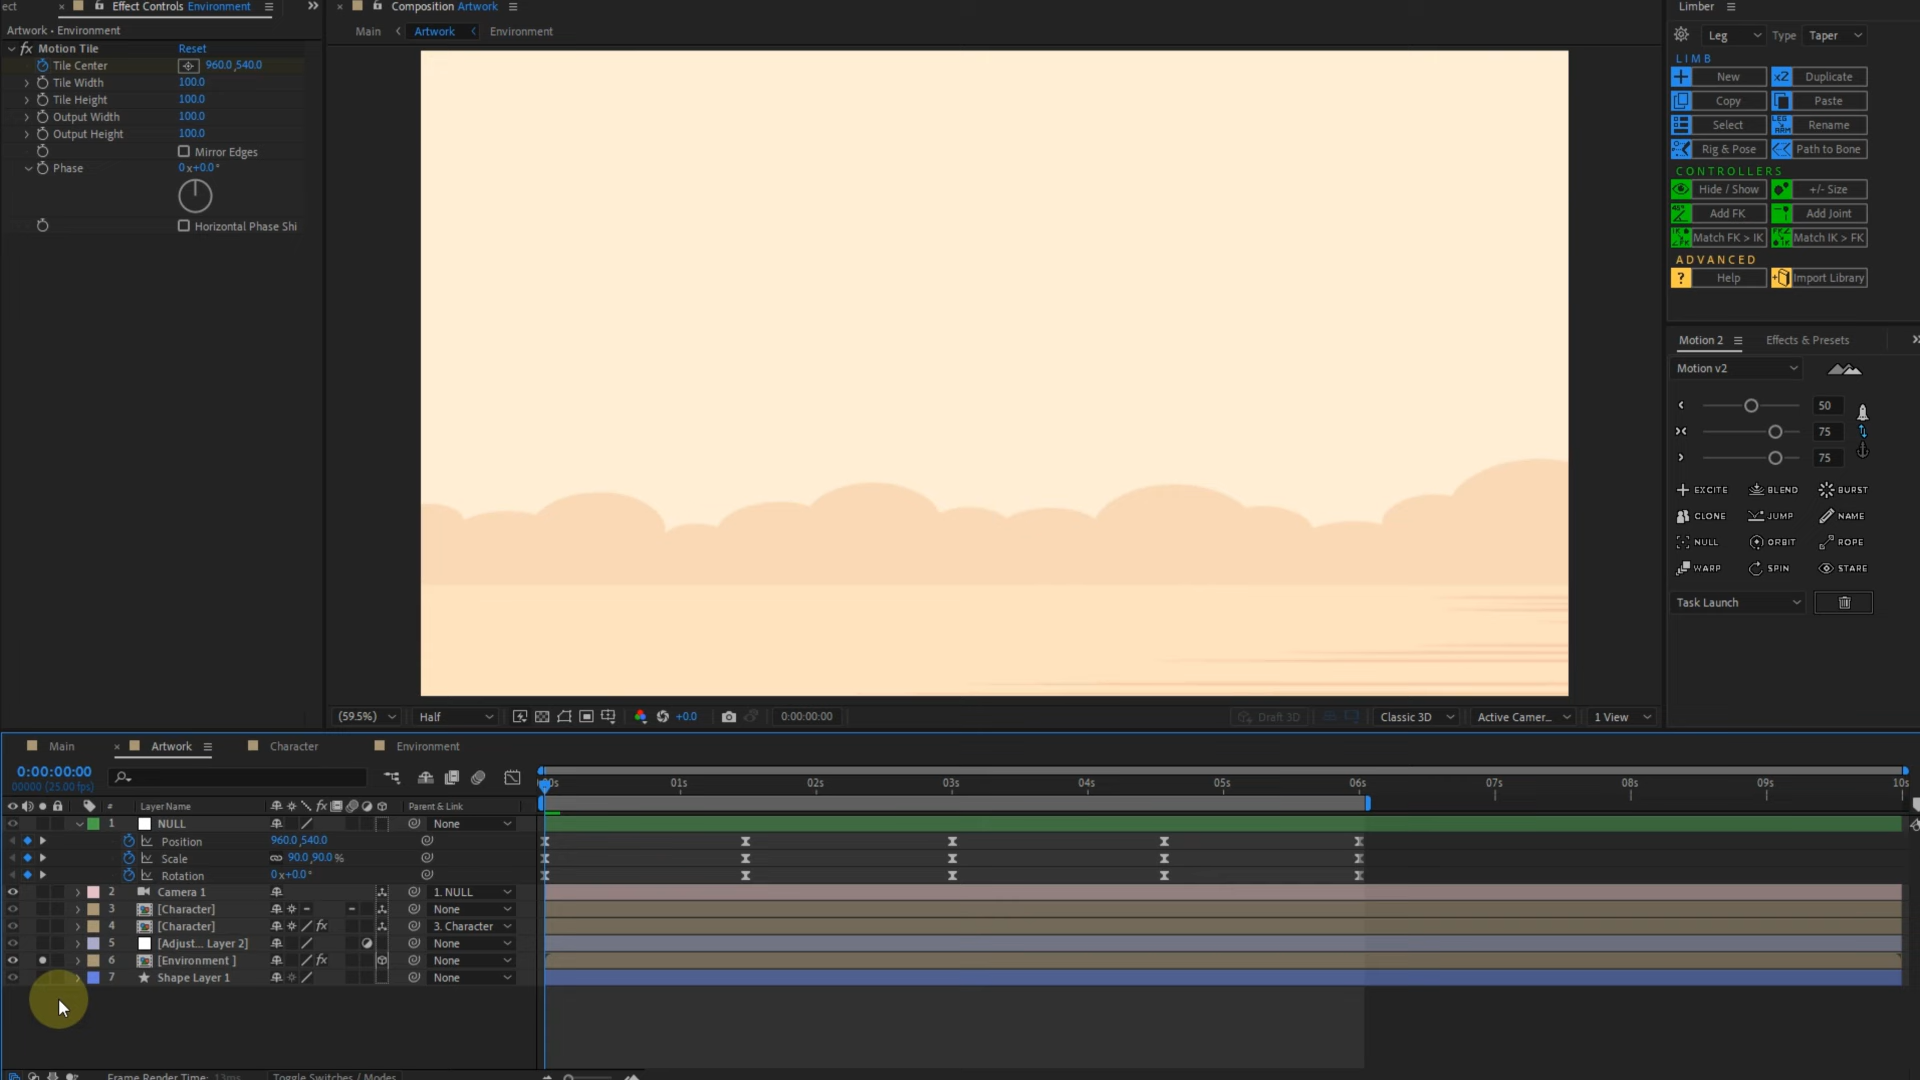 ect
Effect Controls Environment
Composition Artwork
Limber
Artwork • Environment
Main
Artwork
Environment
Leg
Type
Taper
fx Motion Tile
Reset
Tile Center
960.0,540.0
Tile Width
100.0
Tile Height
100.0
Output Width
100.0
Output Height
100.0
Mirror Edges
Phase
0x+0.0°
Horizontal Phase Shi
LIMB
New
x2 Duplicate
Copy
Paste
Select
LEG ARM Rename
Rig & Pose
Path to Bone
CONTROLLERS
Hide / Show
+/- Size
45° Add FK
Add Joint
Match FK > IK
Match IK > FK
ADVANCED
? Help
Import Library
Motion 2
Effects & Presets
Motion v2
50
75
75
EXCITE
BLEND
BURST
CLONE
JUMP
NAME
NULL
ORBIT
ROPE
WARP
SPIN
STARE
Task Launch
(59.5%)
Half
+0.0
0:00:00:00
Draft 3D
Classic 3D
Active Camer...
1 View
Main
Artwork
Character
Environment
0:00:00:00
00000 (25.00 fps)
# Layer Name
fx
Parent & Link
:00s 01s 02s 03s 04s 05s 06s 07s 08s 09s 10s
1 NULL None
Position 960.0,540.0
Scale 90.0,90.0%
Rotation 0x+0.0°
2 Camera 1 1. NULL
3 [Character] None
4 [Character] fx 3. Character
5 [Adjust... Layer 2] None
6 [Environment ] fx None
7 Shape Layer 1 None
Frame Render Time: 13ms
Toggle Switches / Modes